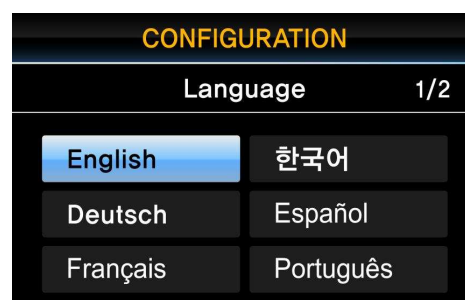 CONFIGURATION
Language 1/2
English 한국어
Deutsch Español
Français Português